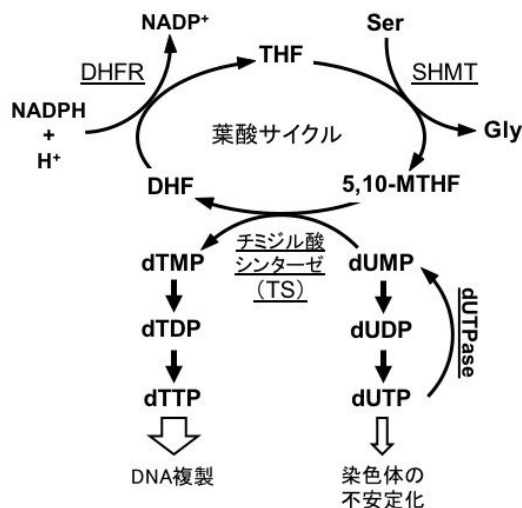 NADP⁺
THF
Ser
DHFR
SHMT
NADPH
+
H⁺
葉酸サイクル
Gly
DHF
5,10-MTHF
チミジル酸
シンターゼ
（TS）
dTMP
dUMP
dTDP
dUDP
dUTPase
dTTP
dUTP
DNA複製
染色体の
不安定化